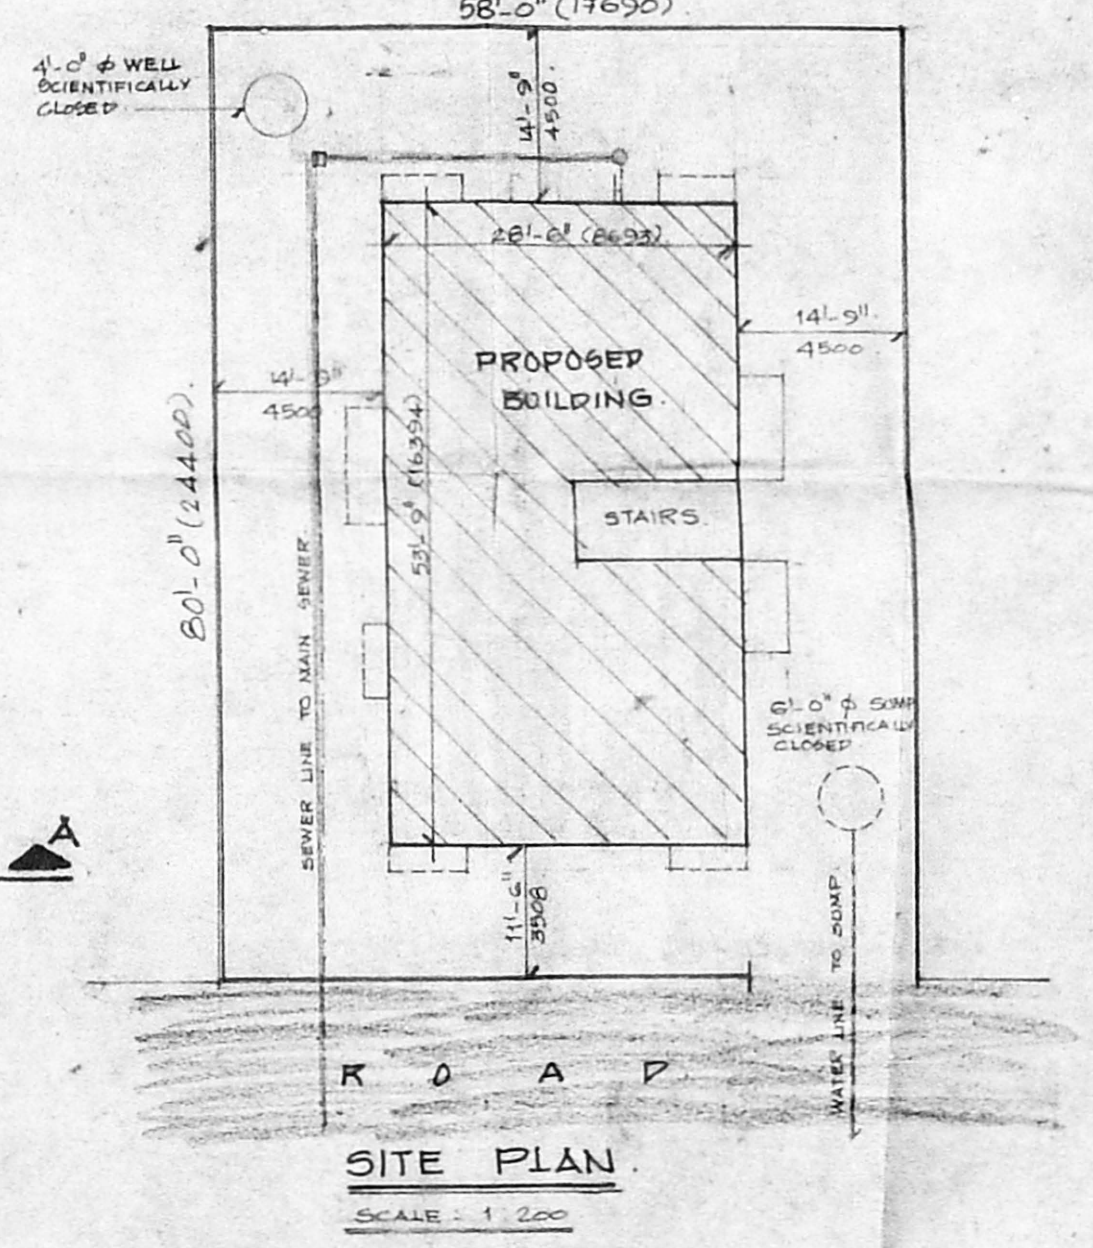 58'-0" (17690)
4'-0" ϕ WELL
SCIENTIFICALLY
CLOSED
14'-9"
4500
28'-6" (8693)
14'-9"
4500
PROPOSED
BUILDING
14'-9"
4500
53'-9" (16394)
80'-0" (24400)
STAIRS
SEWER LINE TO MAIN SEWER
6'-0" ϕ SUMP
SCIENTIFICALLY
CLOSED
A
11'-6"
3508
WATER LINE TO SUMP
ROAD
SITE PLAN.
SCALE : 1 : 200